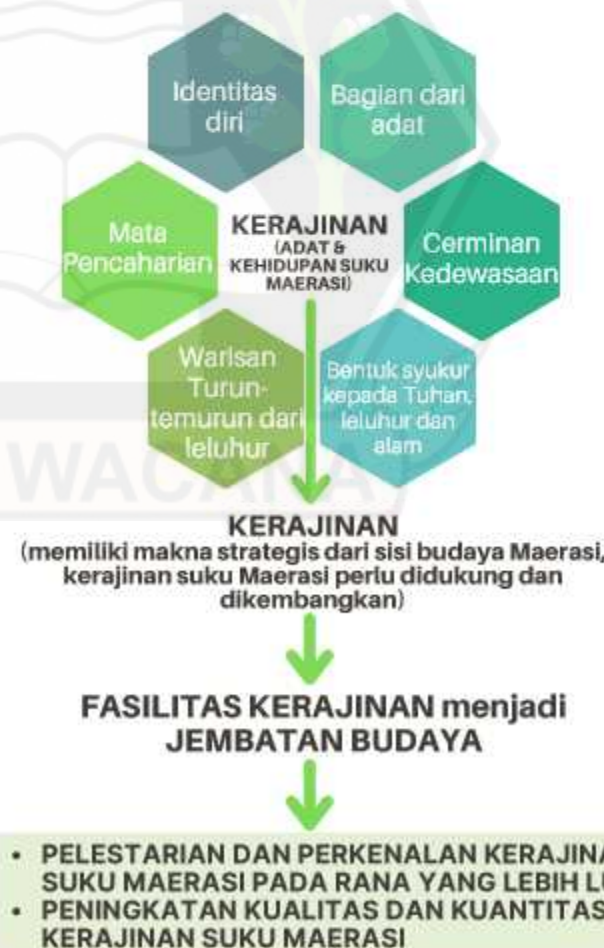 Identitas
diri
Bagian dari
adat
Mata
Pencaharian
KERAJINAN
(ADAT &
KEHIDUPAN SUKU
MAERASI)
Cerminan
Kedewasaan
Warisan
Turun-
temurun dari
leluhur
Bentuk syukur
kepada Tuhan,
leluhur dan
alam
WACANA
KERAJINAN
(memiliki makna strategis dari sisi budaya Maerasi,
kerajinan suku Maerasi perlu didukung dan
dikembangkan)
FASILITAS KERAJINAN menjadi
JEMBATAN BUDAYA
• PELESTARIAN DAN PERKENALAN KERAJINA
SUKU MAERASI PADA RANA YANG LEBIH LU
• PENINGKATAN KUALITAS DAN KUANTITAS
KERAJINAN SUKU MAERASI